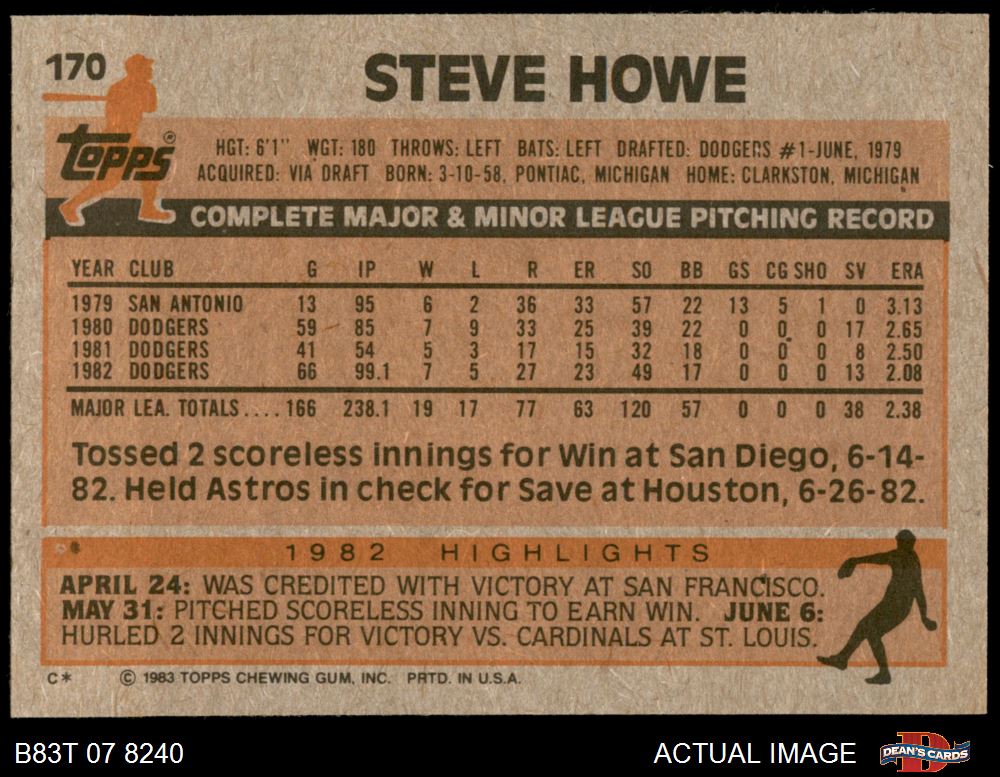 170
STEVE HOWE
Topps®
HGT: 6'1" WGT: 180 THROWS: LEFT BATS: LEFT DRAFTED: DODGERS #1-JUNE, 1979
ACQUIRED: VIA DRAFT BORN: 3-10-58, PONTIAC, MICHIGAN HOME: CLARKSTON, MICHIGAN
COMPLETE MAJOR & MINOR LEAGUE PITCHING RECORD
YEAR CLUB G IP W L R ER SO BB GS CG SHO SV ERA
1979 SAN ANTONIO 13 95 6 2 36 33 57 22 13 5 1 0 3.13
1980 DODGERS 59 85 7 9 33 25 39 22 0 0 0 17 2.65
1981 DODGERS 41 54 5 3 17 15 32 18 0 0 0 8 2.50
1982 DODGERS 66 99.1 7 5 27 23 49 17 0 0 0 13 2.08
MAJOR LEA. TOTALS.... 166 238.1 19 17 77 63 120 57 0 0 0 38 2.38
Tossed 2 scoreless innings for Win at San Diego, 6-14-
82. Held Astros in check for Save at Houston, 6-26-82.
1982 HIGHLIGHTS
APRIL 24: WAS CREDITED WITH VICTORY AT SAN FRANCISCO.
MAY 31: PITCHED SCORELESS INNING TO EARN WIN. JUNE 6:
HURLED 2 INNINGS FOR VICTORY VS. CARDINALS AT ST. LOUIS.
C* © 1983 TOPPS CHEWING GUM, INC. PRTD. IN U.S.A.
B83T 07 8240 ACTUAL IMAGE DEAN'S CARDS